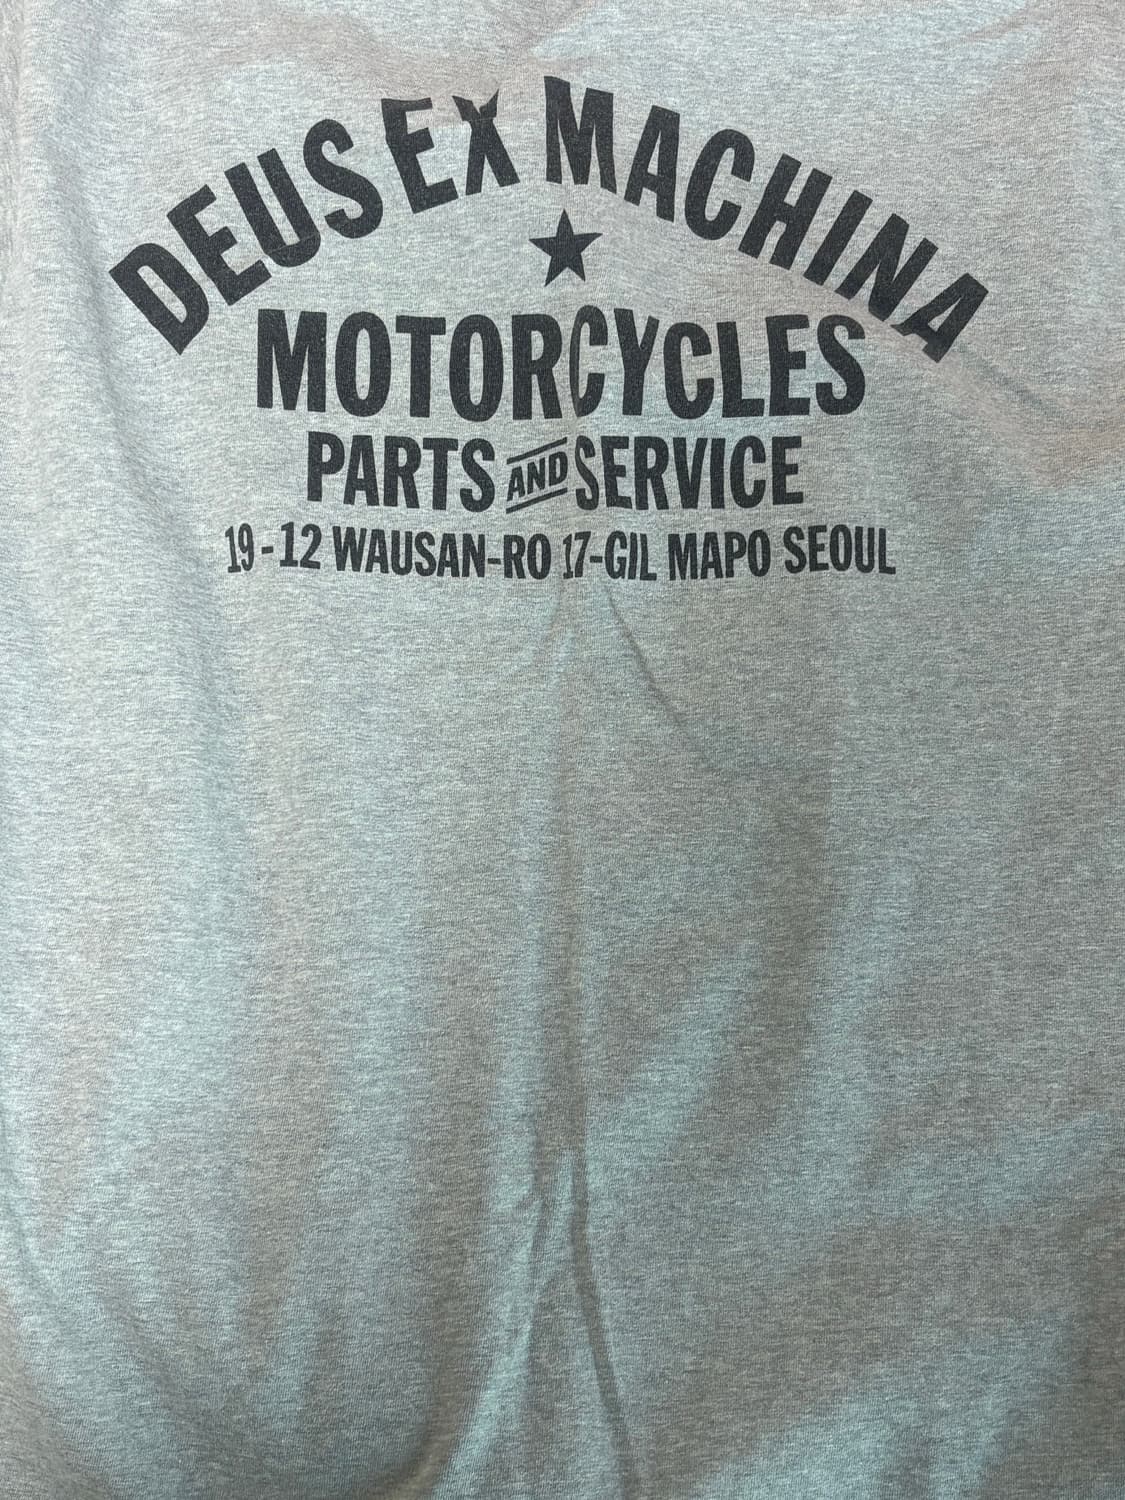 DEUS EX MACHINA
MOTORCYCLES
PARTS AND SERVICE
19-12 WAUSAN-RO 17-GIL MAPO SEOUL